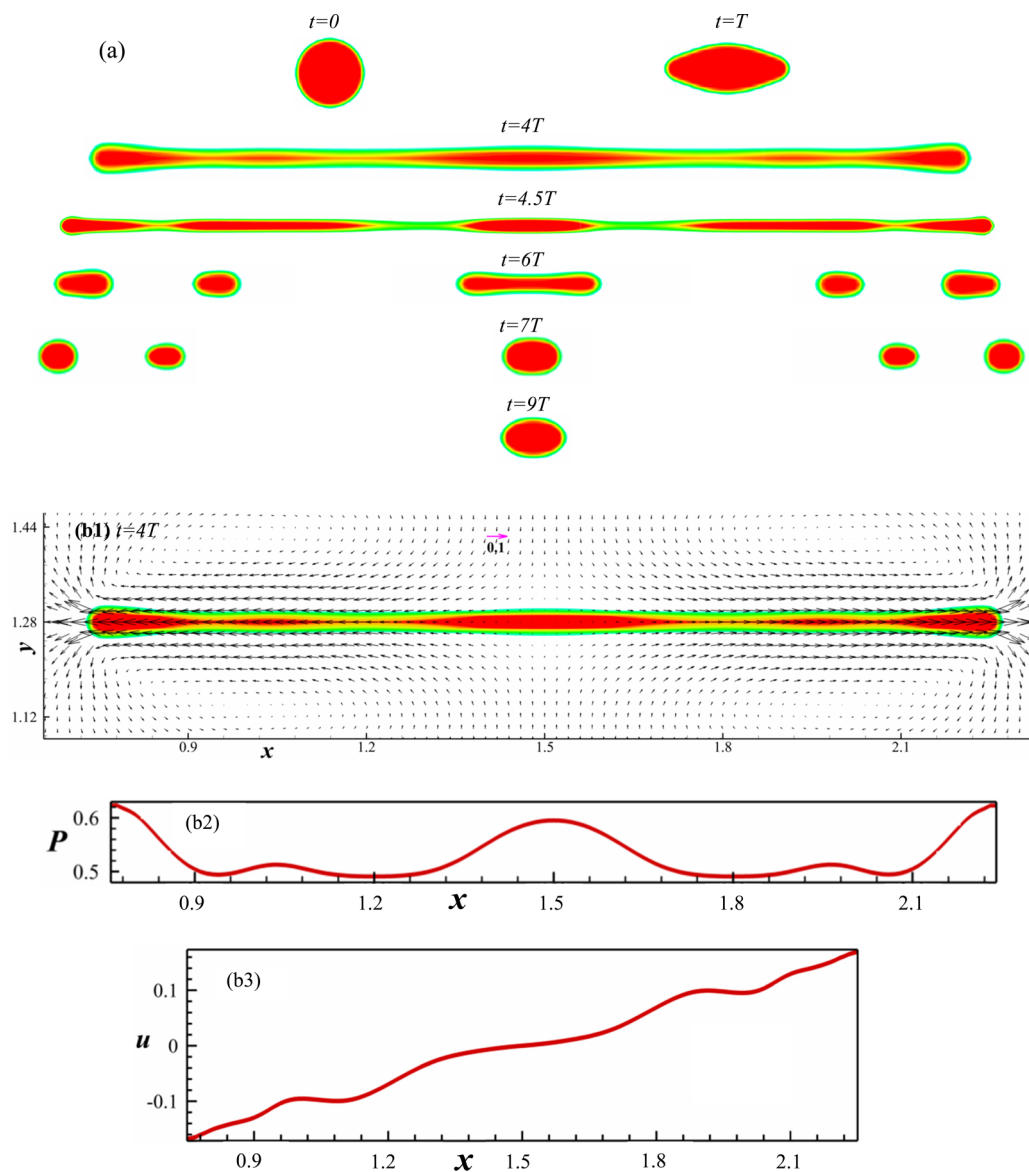 (a)
t=0
t=T
t=4T
t=4.5T
t=6T
t=7T
t=9T
(b1) t=4T
0,1
1.44
1.28
1.12
y
0.9 1.2 1.5 1.8 2.1
x
(b2)
P
0.6
0.5
0.9 1.2 1.5 1.8 2.1
x
(b3)
u
0.1
0
-0.1
0.9 1.2 1.5 1.8 2.1
x